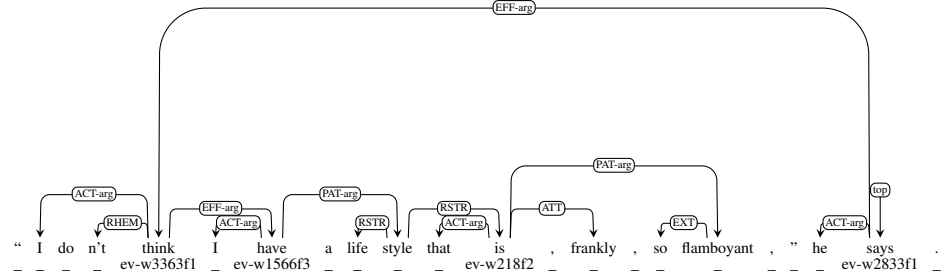 EFF-arg
PAT-arg
ACT-arg PAT-arg top
EFF-arg RSTR ATT
RHEM ACT-arg RSTR ACT-arg EXT ACT-arg
“ I do n't think I have a life style that is , frankly , so flamboyant , ” he says .
_ _ _ _ ev-w3363f1 _ ev-w1566f3 _ _ _ _ ev-w218f2 _ _ _ _ _ _ _ _ ev-w2833f1 _